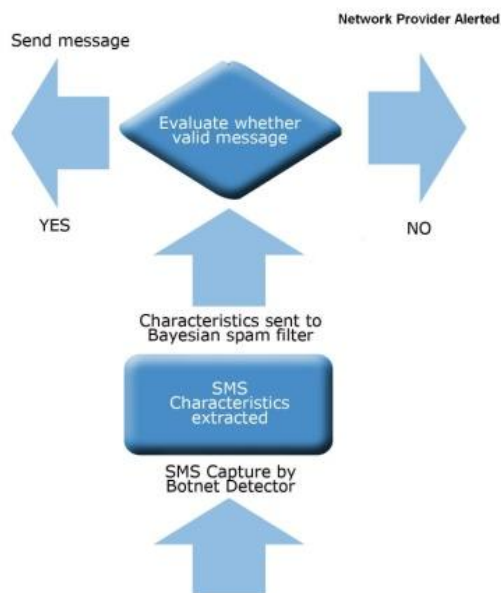 Network Provider Alerted
Send message
Evaluate whether
valid message
YES
NO
Characteristics sent to
Bayesian spam filter
SMS
Characteristics
extracted
SMS Capture by
Botnet Detector